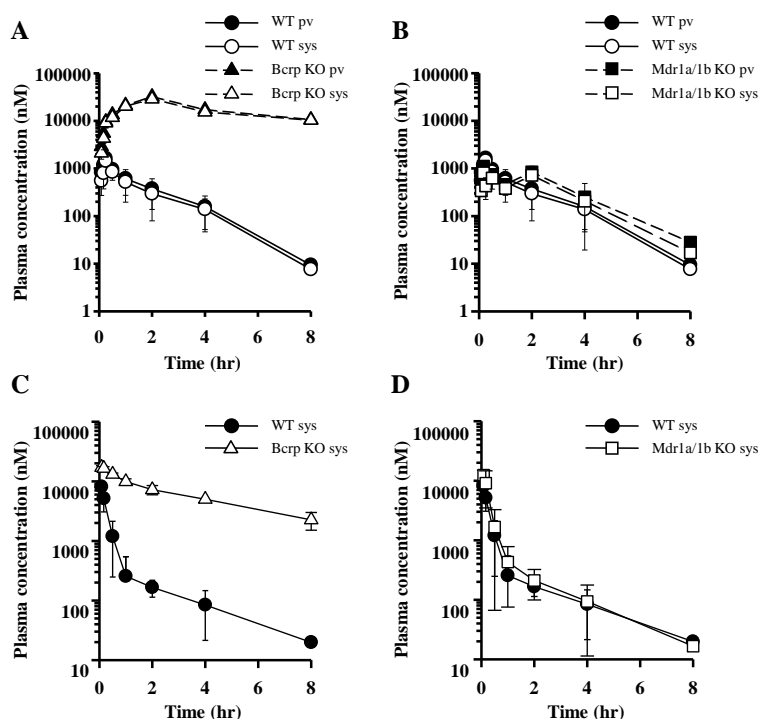 A
WT pv
WT sys
Bcrp KO pv
Bcrp KO sys
Plasma concentration (nM)
100000
10000
1000
100
10
1
0 2 4 6 8
Time (hr)
B
WT pv
WT sys
Mdr1a/1b KO pv
Mdr1a/1b KO sys
Plasma concentration (nM)
100000
10000
1000
100
10
1
0 2 4 6 8
Time (hr)
C
WT sys
Bcrp KO sys
Plasma concentration (nM)
100000
10000
1000
100
10
0 2 4 6 8
Time (hr)
D
WT sys
Mdr1a/1b KO sys
Plasma concentration (nM)
100000
10000
1000
100
10
0 2 4 6 8
Time (hr)